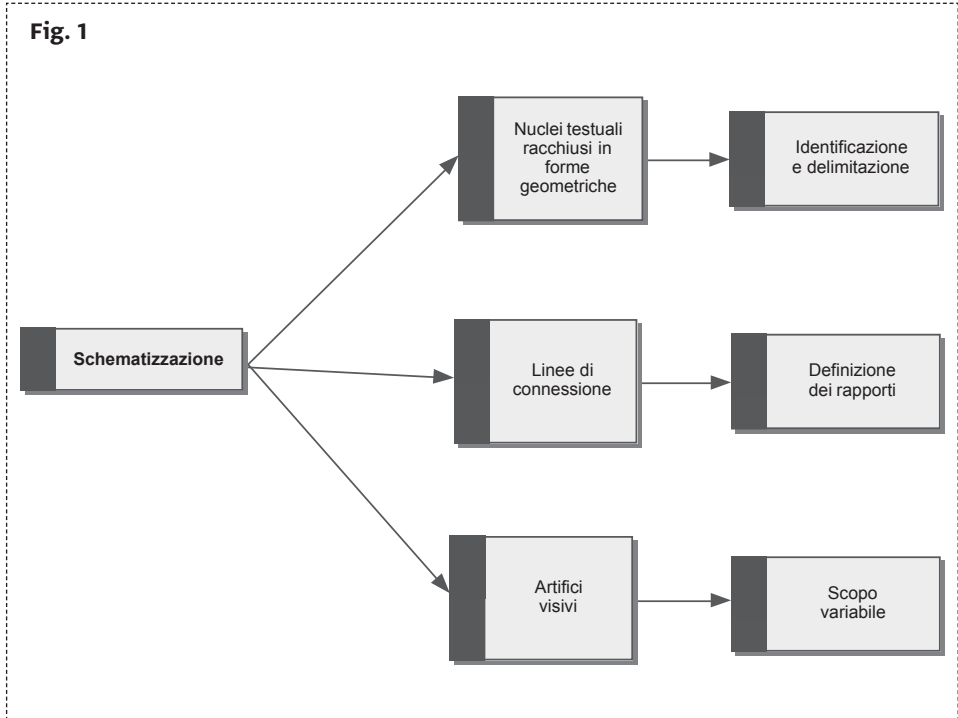 Fig. 1
Nuclei testuali
racchiusi in
forme
geometriche
Identificazione
e delimitazione
Schematizzazione
Linee di
connessione
Definizione
dei rapporti
Artifici
visivi
Scopo
variabile